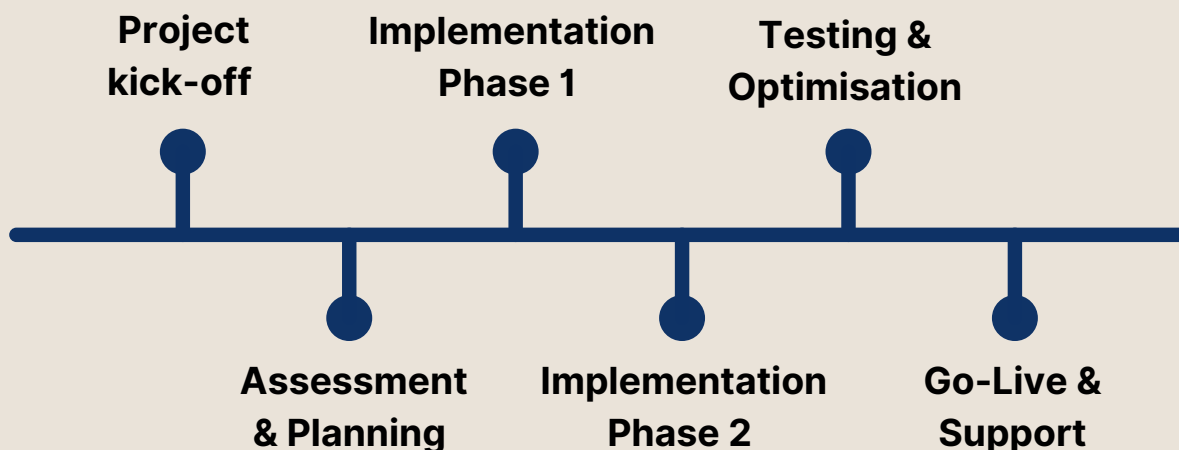 Project
kick-off
Implementation
Phase 1
Testing &
Optimisation
Assessment
& Planning
Implementation
Phase 2
Go-Live &
Support